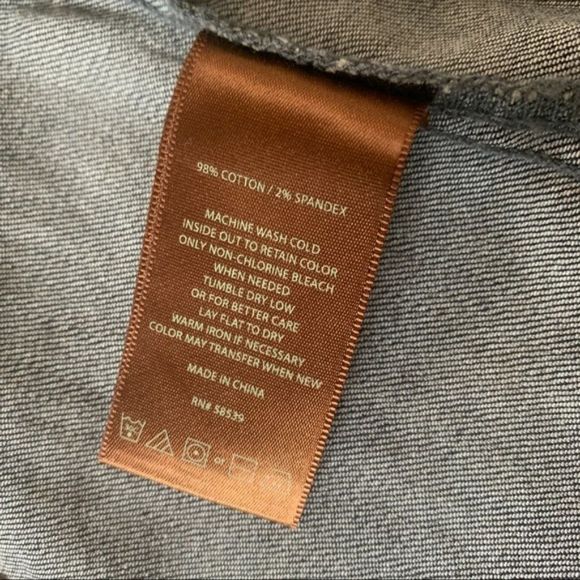 98% COTTON / 2% SPANDEX
MACHINE WASH COLD
INSIDE OUT TO RETAIN COLOR
ONLY NON-CHLORINE BLEACH
WHEN NEEDED
TUMBLE DRY LOW
OR FOR BETTER CARE
LAY FLAT TO DRY
WARM IRON IF NECESSARY
COLOR MAY TRANSFER WHEN NEW
MADE IN CHINA
RN# 58539
or